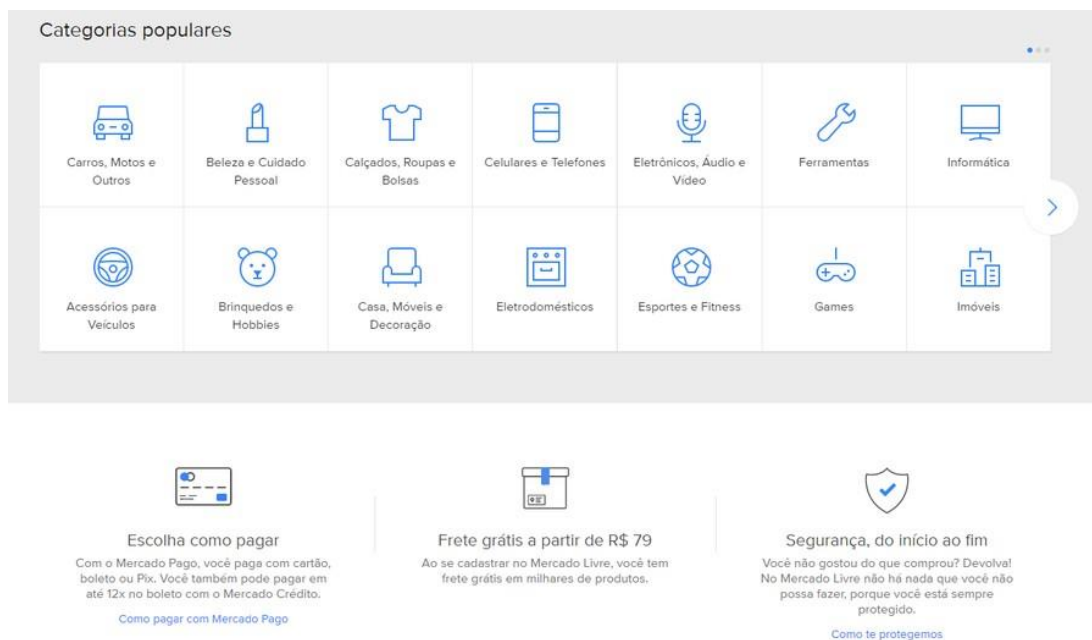 Categorias populares
Carros, Motos e
Outros
Beleza e Cuidado
Pessoal
Calçados, Roupas e
Bolsas
Celulares e Telefones
Eletrônicos, Áudio e
Vídeo
Ferramentas
Informática
Acessórios para
Veículos
Brinquedos e
Hobbies
Casa, Móveis e
Decoração
Eletrodomésticos
Esportes e Fitness
Games
Imóveis
Escolha como pagar
Com o Mercado Pago, você paga com cartão,
boleto ou Pix. Você também pode pagar em
até 12x no boleto com o Mercado Crédito.
Como pagar com Mercado Pago
Frete grátis a partir de R$ 79
Ao se cadastrar no Mercado Livre, você tem
frete grátis em milhares de produtos.
Segurança, do início ao fim
Você não gostou do que comprou? Devolva!
No Mercado Livre não há nada que você não
possa fazer, porque você está sempre
protegido.
Como te protegemos